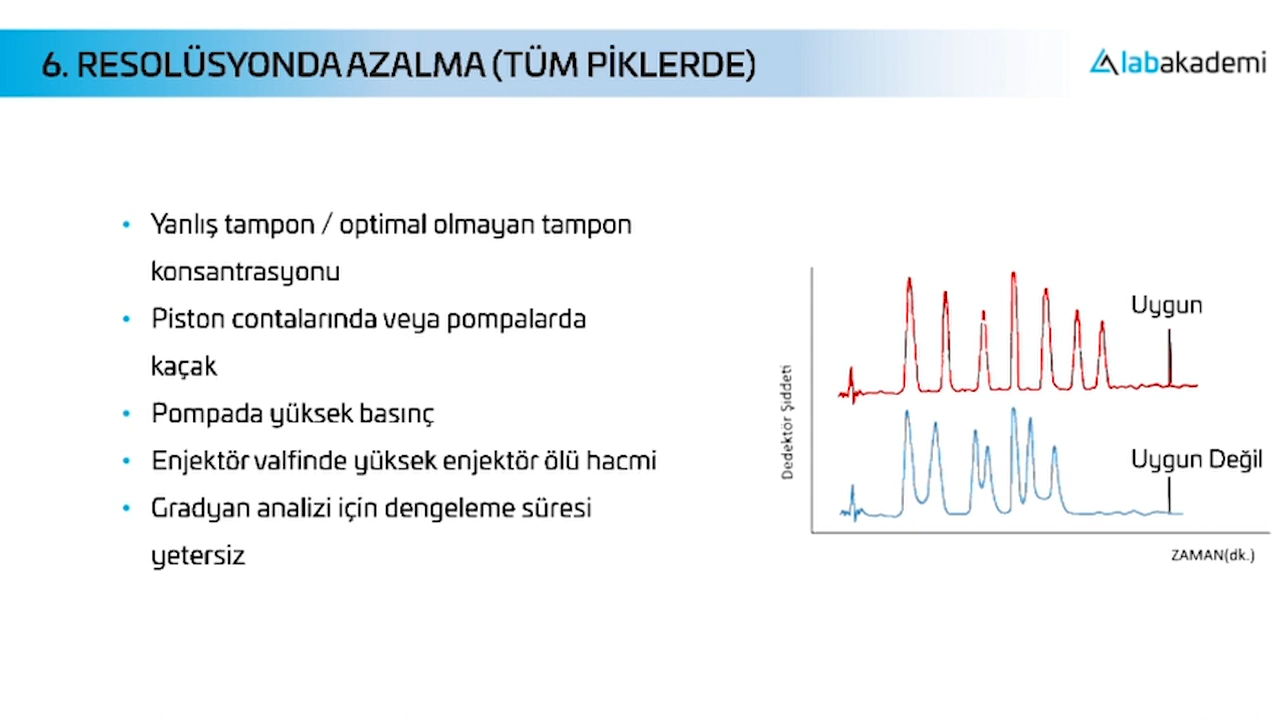 6. RESOLÜSYONDA AZALMA (TÜM PİKLERDE)
labakademi
• Yanlış tampon / optimal olmayan tampon
konsantrasyonu
• Piston contalarında veya pompalarda
kaçak
• Pompada yüksek basınç
• Enjektör valfinde yüksek enjektör ölü hacmi
• Gradyan analizi için dengeleme süresi
yetersiz
Dedektör Şiddeti
Uygun
Uygun Değil
ZAMAN(dk.)